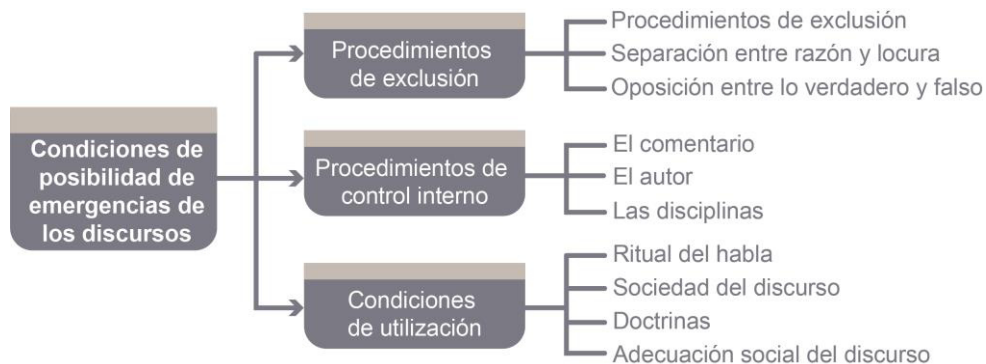 Condiciones de
posibilidad de
emergencias de
los discursos
Procedimientos
de exclusión
Procedimientos de exclusión
Separación entre razón y locura
Oposición entre lo verdadero y falso
Procedimientos de
control interno
El comentario
El autor
Las disciplinas
Condiciones
de utilización
Ritual del habla
Sociedad del discurso
Doctrinas
Adecuación social del discurso